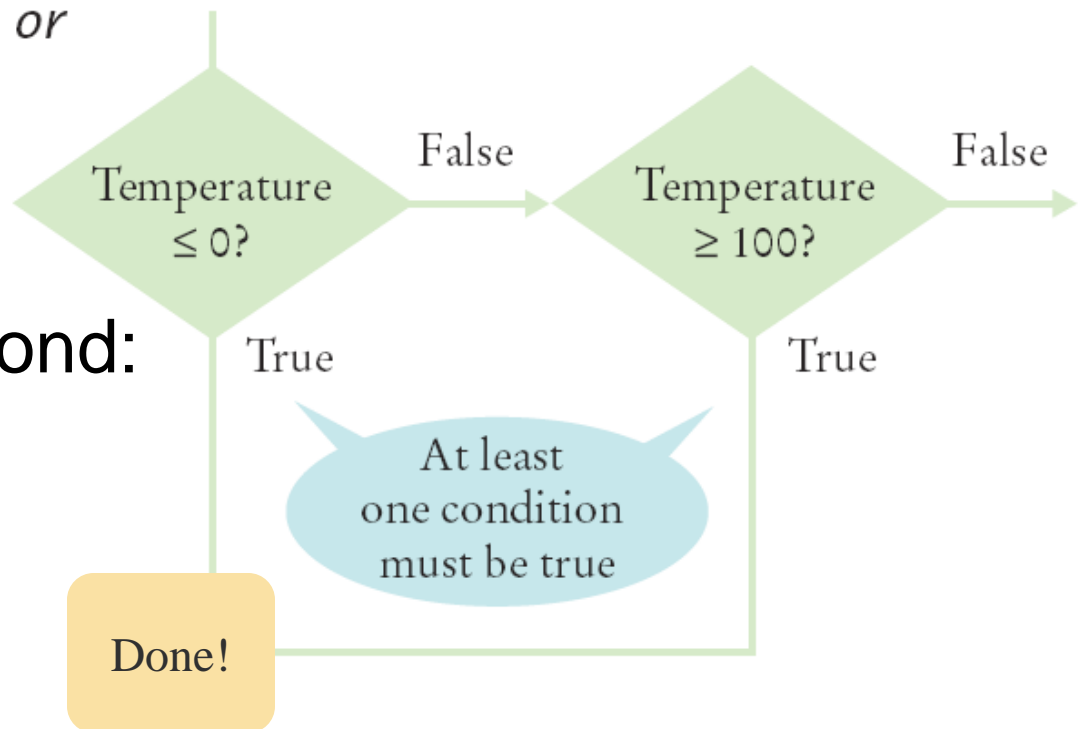 or
False
False
Temperature
≤ 0?
Temperature
≥ 100?
ond:
True
True
At least
one condition
must be true
Done!